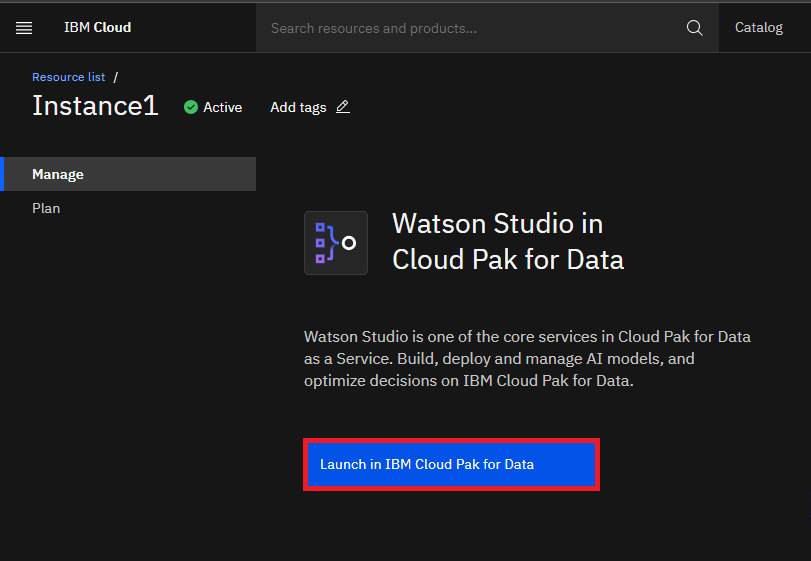 IBM Cloud
Search resources and products...
Catalog
Resource list /
Instance1
Active
Add tags
Manage
Plan
Watson Studio in
Cloud Pak for Data
Watson Studio is one of the core services in Cloud Pak for Data
as a Service. Build, deploy and manage AI models, and
optimize decisions on IBM Cloud Pak for Data.
Launch in IBM Cloud Pak for Data